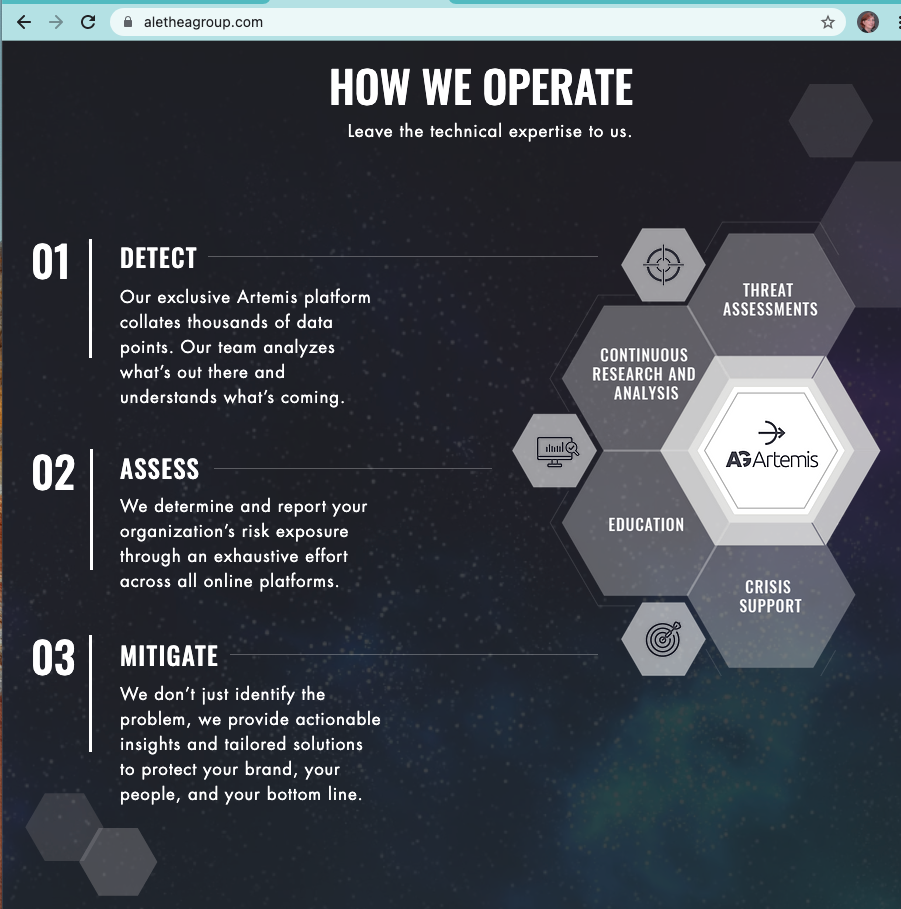 aletheagroup.com
HOW WE OPERATE
Leave the technical expertise to us.
01
DETECT
Our exclusive Artemis platform
collates thousands of data
points. Our team analyzes
what's out there and
understands what's coming.
02
ASSESS
We determine and report your
organization's risk exposure
through an exhaustive effort
across all online platforms.
03
MITIGATE
We don't just identify the
problem, we provide actionable
insights and tailored solutions
to protect your brand, your
people, and your bottom line.
THREAT
ASSESSMENTS
CONTINUOUS
RESEARCH AND
ANALYSIS
AG Artemis
EDUCATION
CRISIS
SUPPORT